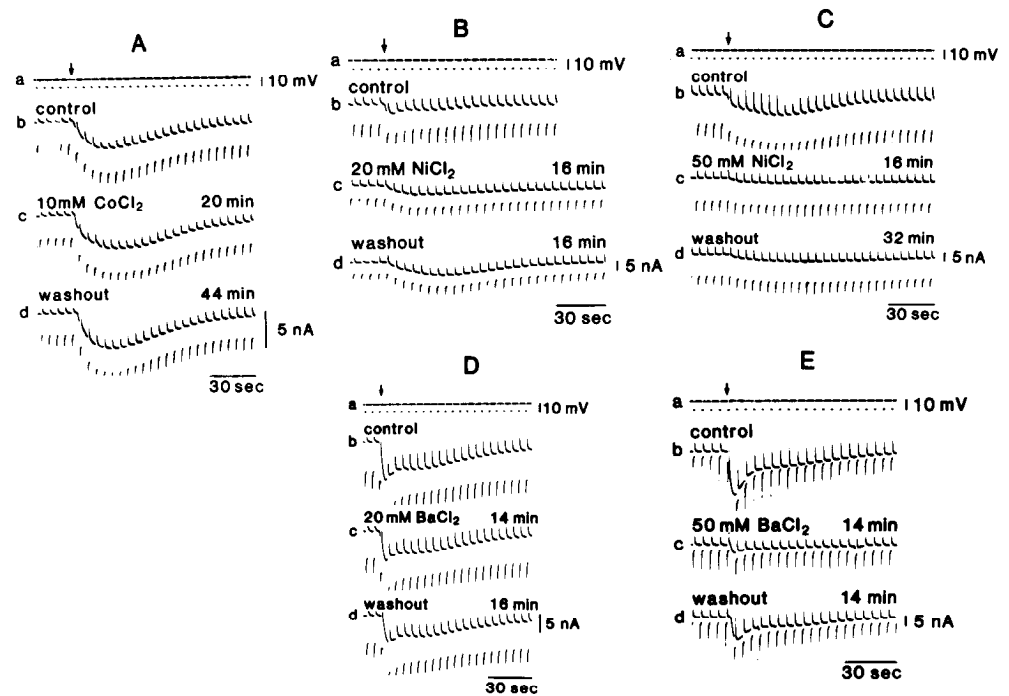 A
a
10 mV
control
b
10mM CoCl2 20 min
c
washout 44 min
d
5 nA
30 sec
B
a
10 mV
control
b
20 mM NiCl2 16 min
c
washout 16 min
d
5 nA
30 sec
C
a
10 mV
control
b
50 mM NiCl2 16 min
c
washout 32 min
d
5 nA
30 sec
D
a
10 mV
control
b
20 mM BaCl2 14 min
c
washout 16 min
d
5 nA
30 sec
E
a
10 mV
control
b
50 mM BaCl2 14 min
c
washout 14 min
d
5 nA
30 sec